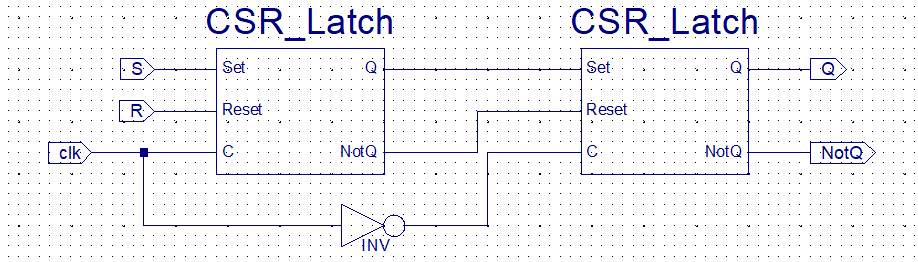 CSR_Latch CSR_Latch
S Set Q Set Q Q
R Reset Reset
clk C NotQ C NotQ NotQ
INV